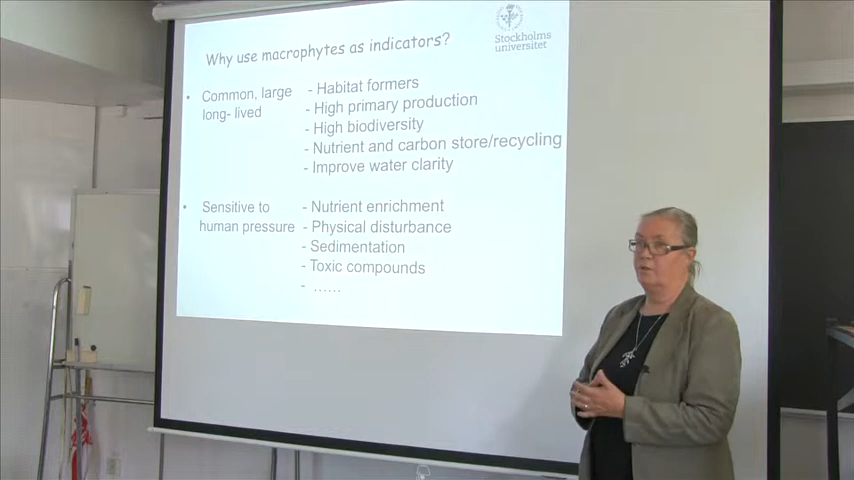 Stockholms
universitet
Why use macrophytes as indicators?
• Common, large - Habitat formers
long- lived - High primary production
- High biodiversity
- Nutrient and carbon store/recycling
- Improve water clarity
• Sensitive to - Nutrient enrichment
human pressure - Physical disturbance
- Sedimentation
- Toxic compounds
- ......